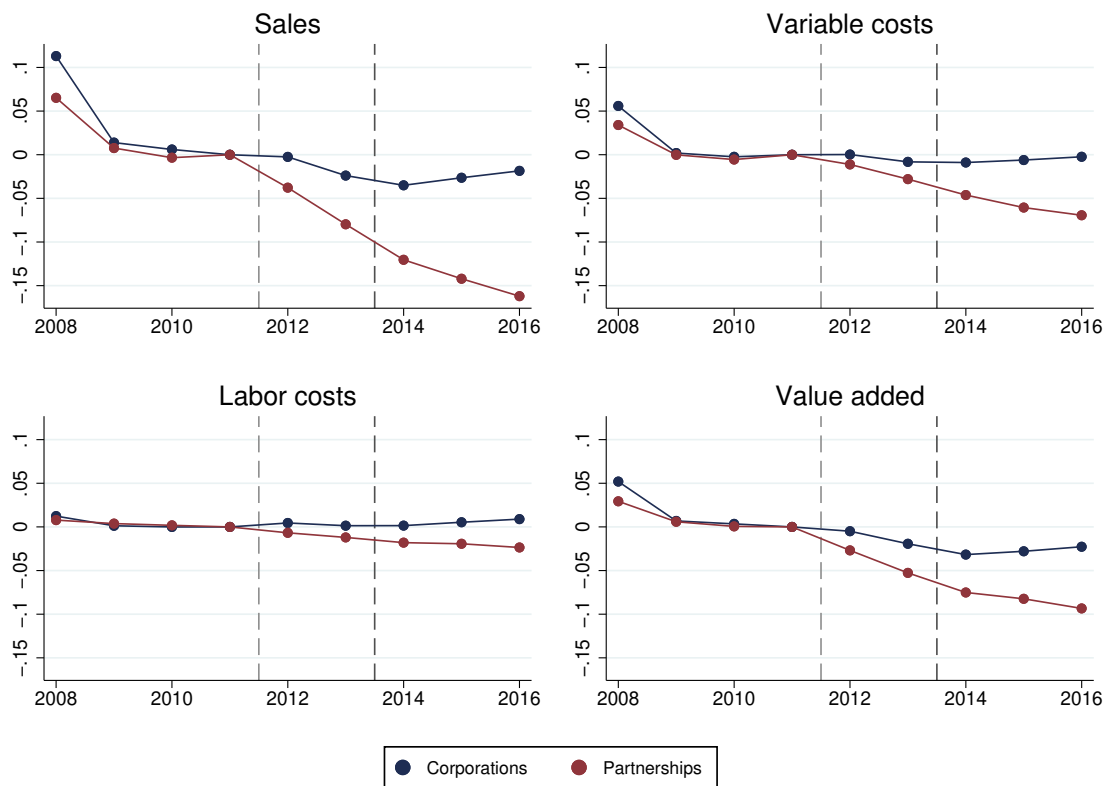 Sales
.1
.05
0
-.05
-.1
-.15
2008 2010 2012 2014 2016
Variable costs
.1
.05
0
-.05
-.1
-.15
2008 2010 2012 2014 2016
Labor costs
.1
.05
0
-.05
-.1
-.15
2008 2010 2012 2014 2016
Value added
.1
.05
0
-.05
-.1
-.15
2008 2010 2012 2014 2016
Corporations Partnerships